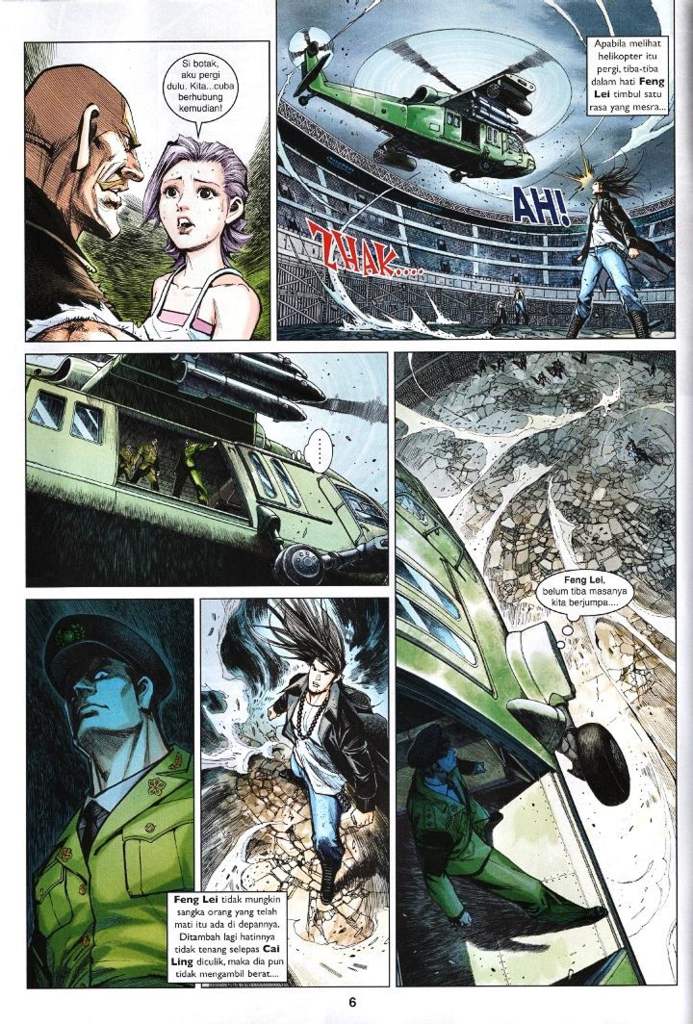 Si botak,
aku pergi
dulu. Kita...cuba
berhubung
kemudian!
Apabila melihat
helikopter itu
pergi, tiba-tiba
dalam hati Feng
Lei timbul satu
rasa yang mesra...
AH!
ZHAK....
......
Feng Lei,
belum tiba masanya
kita berjumpa....
Feng Lei tidak mungkin
sangka orang yang telah
mati itu ada di depannya.
Ditambah lagi hatinnya
tidak tenang selepas Cai
Ling diculik, maka dia pun
tidak mengambil berat....
6